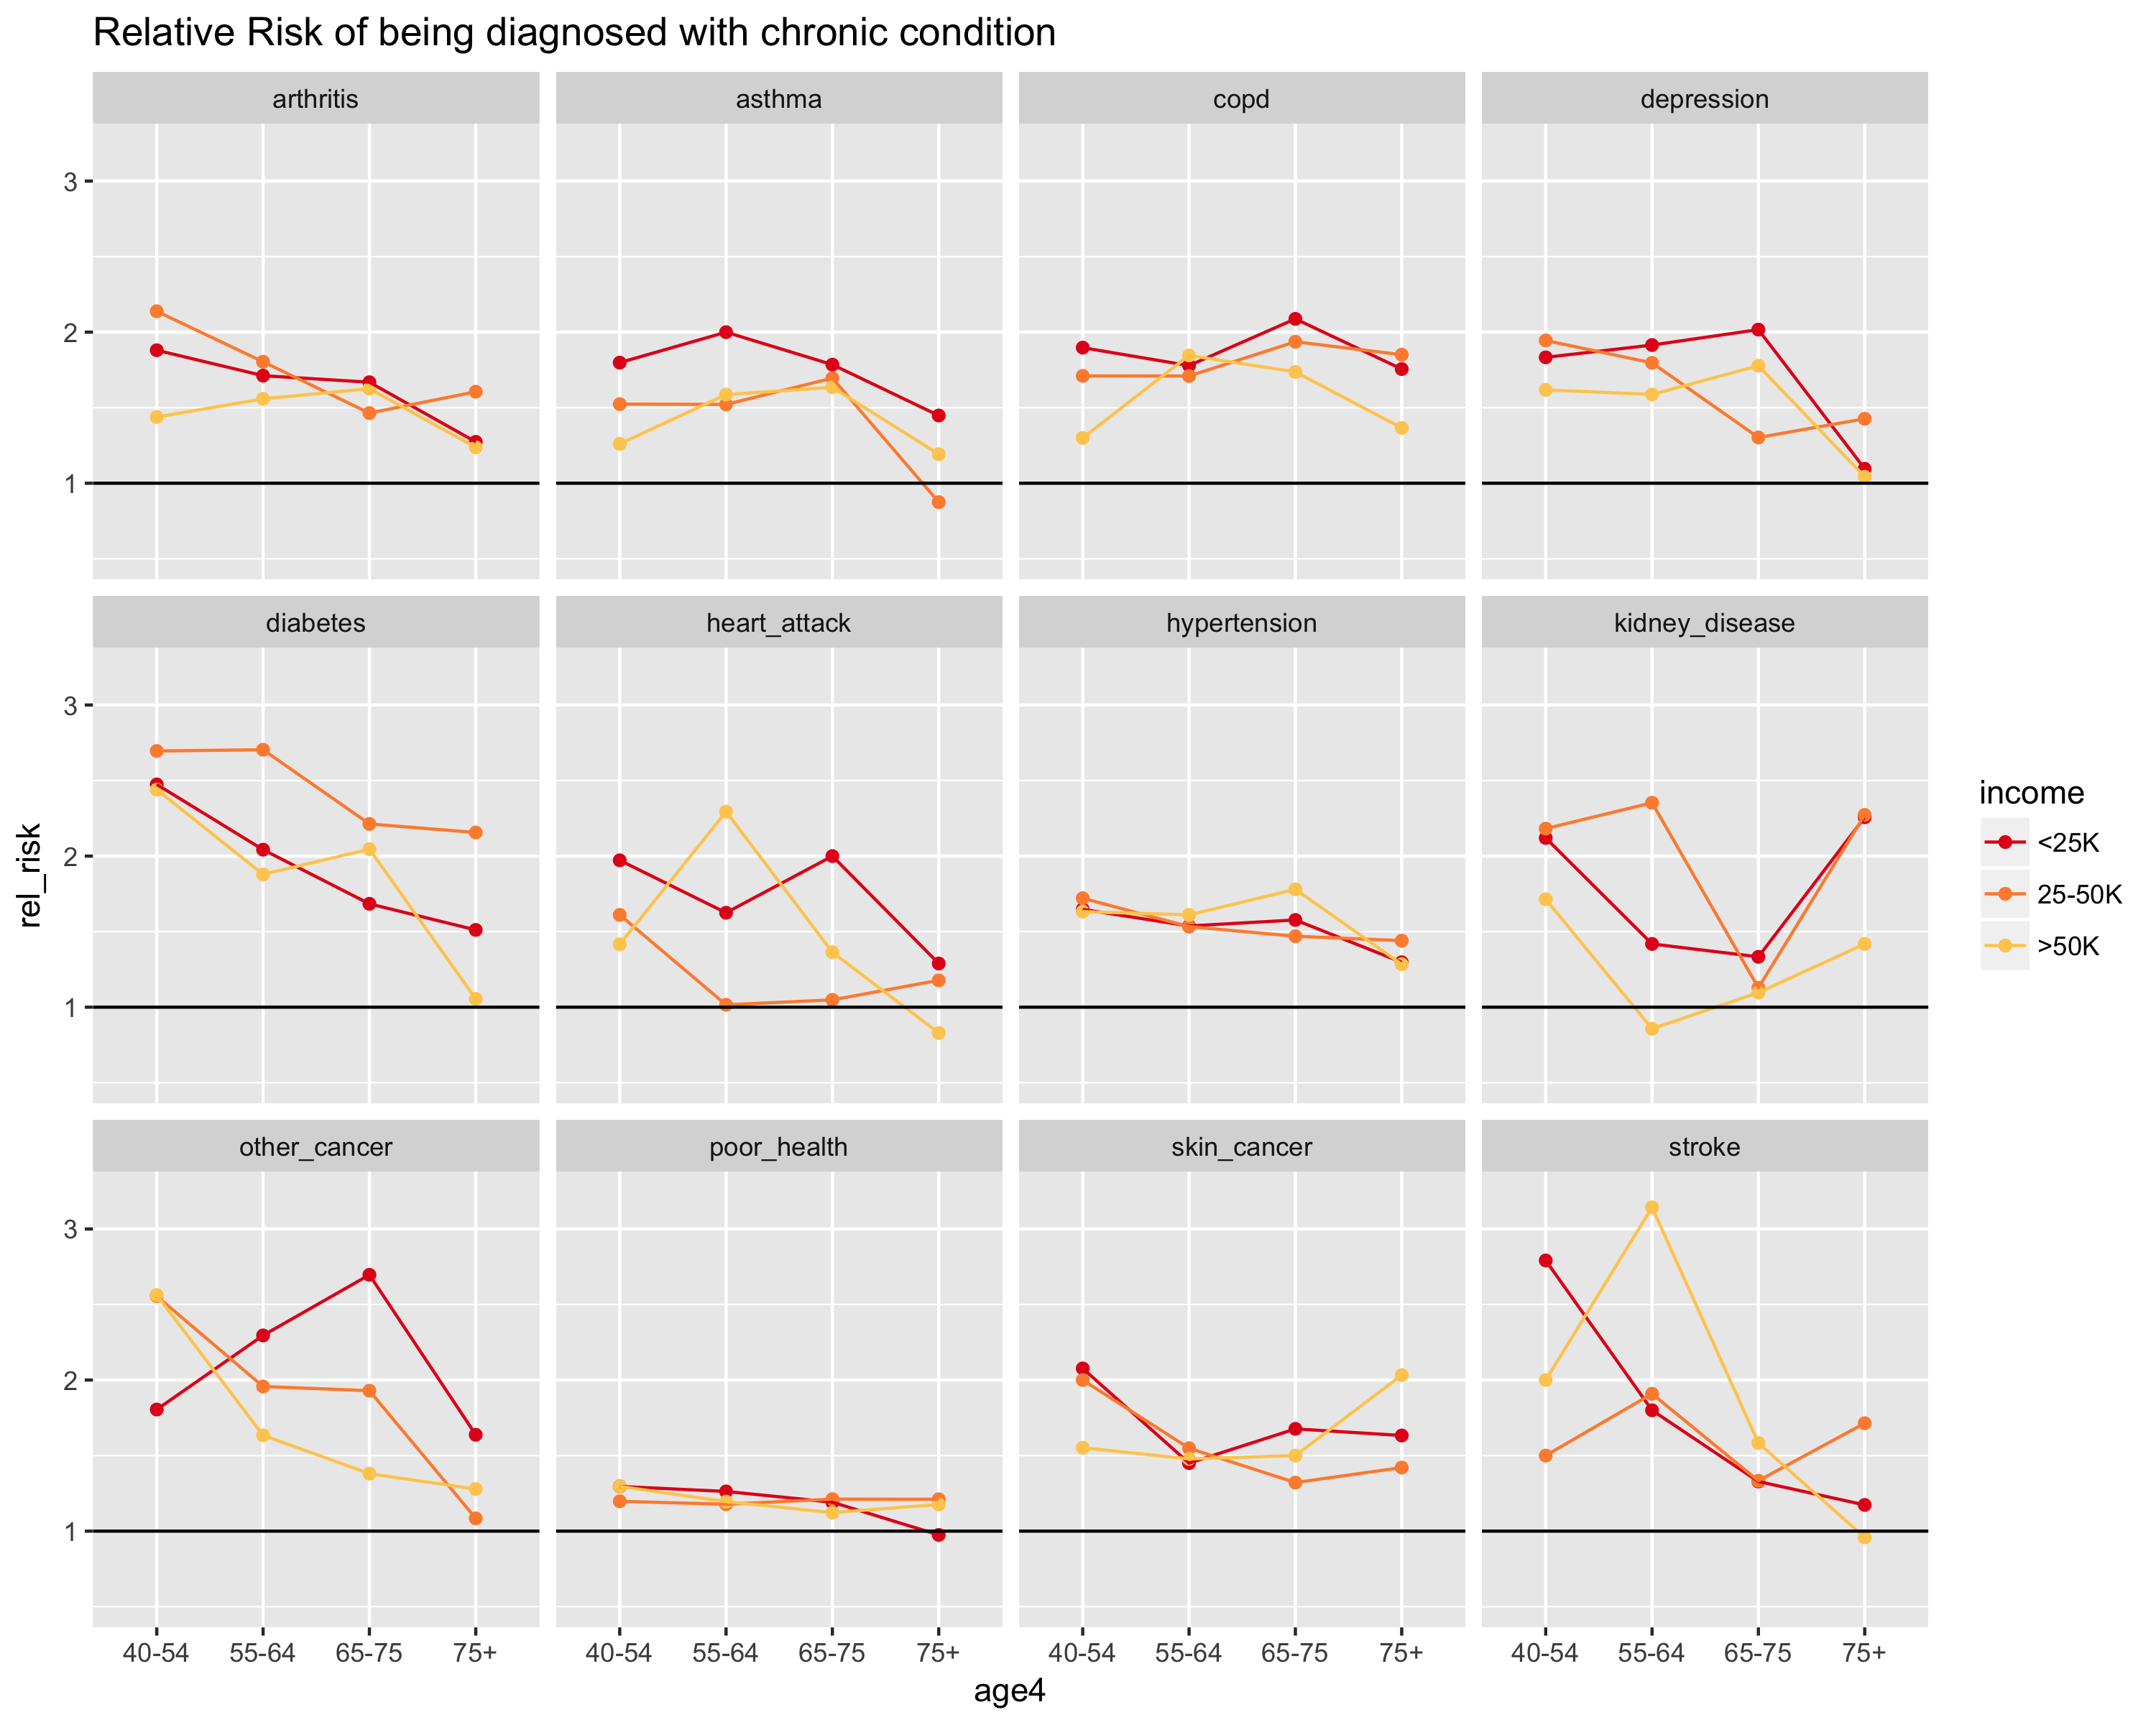 Relative Risk of being diagnosed with chronic condition
arthritis
asthma
copd
depression
3
2
1
diabetes
heart_attack
hypertension
kidney_disease
3
2
1
other_cancer
poor_health
skin_cancer
stroke
3
2
1
40-54 55-64 65-75 75+
40-54 55-64 65-75 75+
40-54 55-64 65-75 75+
40-54 55-64 65-75 75+
age4
rel_risk
income
<25K
25-50K
>50K